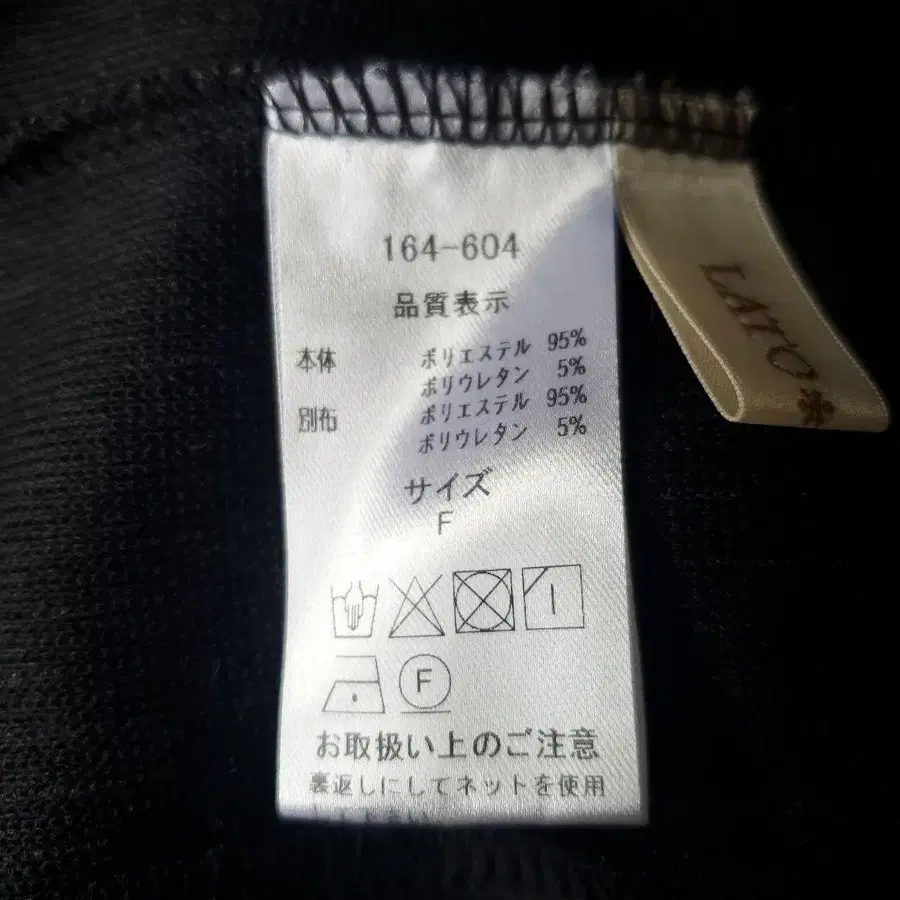 164-604
品質表示
本体 ポリエステル 95%
ポリウレタン 5%
別布 ポリエステル 95%
ポリウレタン 5%
サイズ
F
F
お取扱い上のご注意
裏返しにしてネットを使用
LATO*